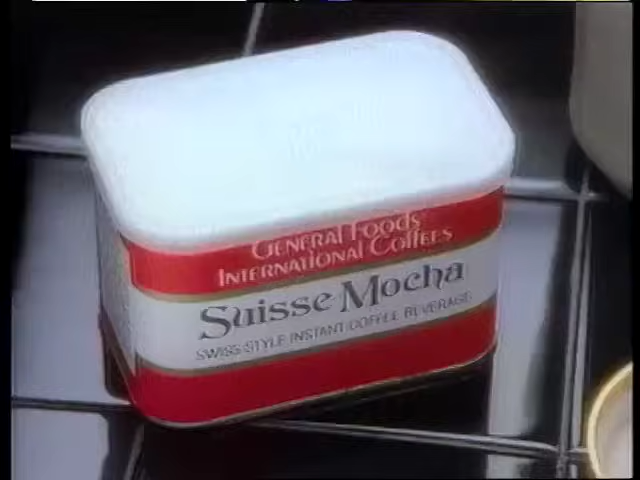 General Foods
International Coffees
Suisse Mocha
SWISS STYLE INSTANT COFFEE BEVERAGE